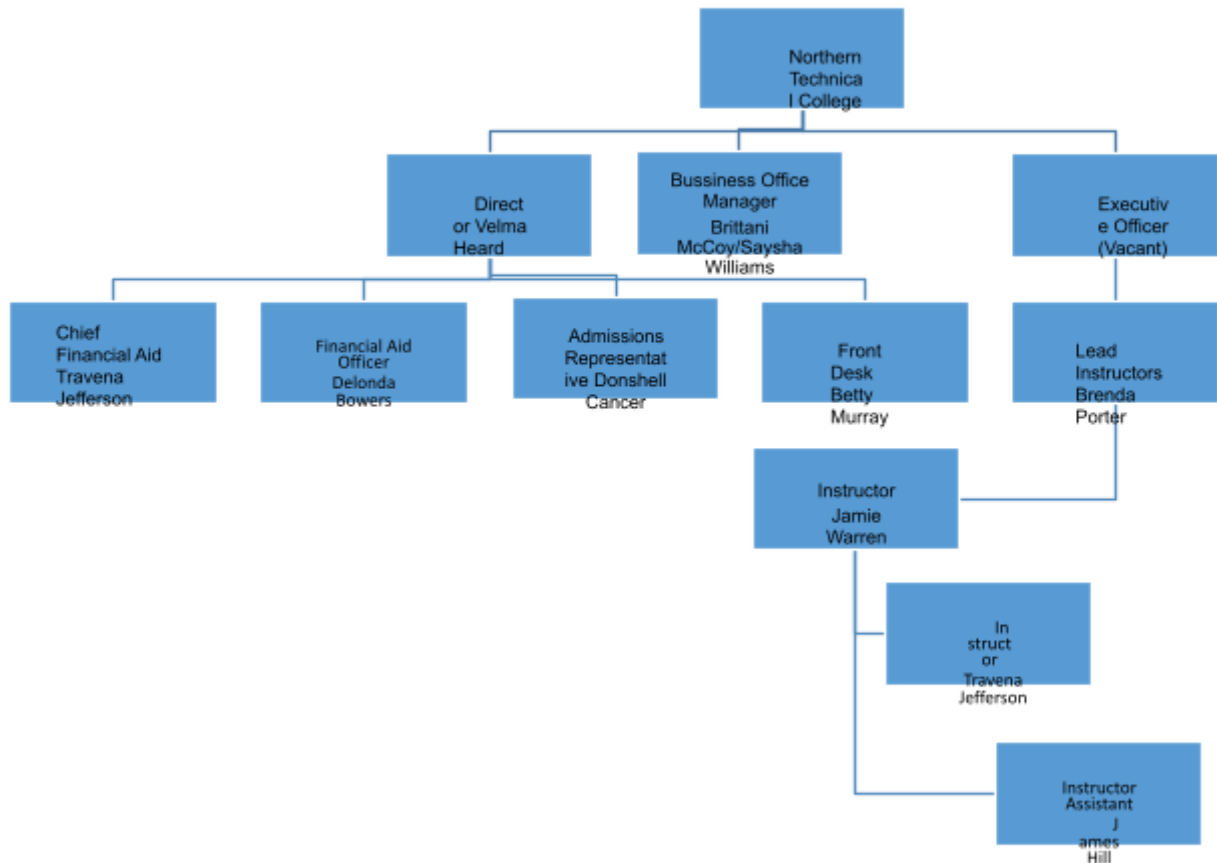 Northern
Technica
l College
Direct
or Velma
Heard
Bussiness Office
Manager
Brittani
McCoy/Saysha
Williams
Executiv
e Officer
(Vacant)
Chief
Financial Aid
Travena
Jefferson
Financial Aid
Officer
Delonda
Bowers
Admissions
Representat
ive Donshell
Cancer
Front
Desk
Betty
Murray
Lead
Instructors
Brenda
Porter
Instructor
Jamie
Warren
In
struct
or
Travena
Jefferson
Instructor
Assistant
J
ames
Hill